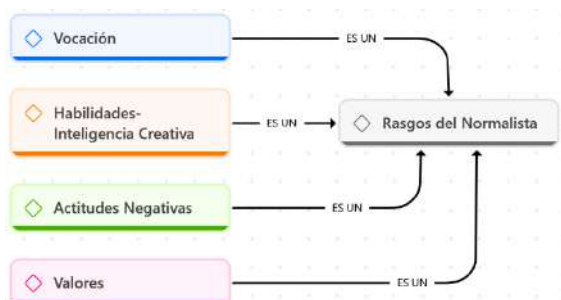 Vocación
ES UN
Habilidades-
Inteligencia Creativa
ES UN
Rasgos del Normalista
Actitudes Negativas
ES UN
Valores
ES UN